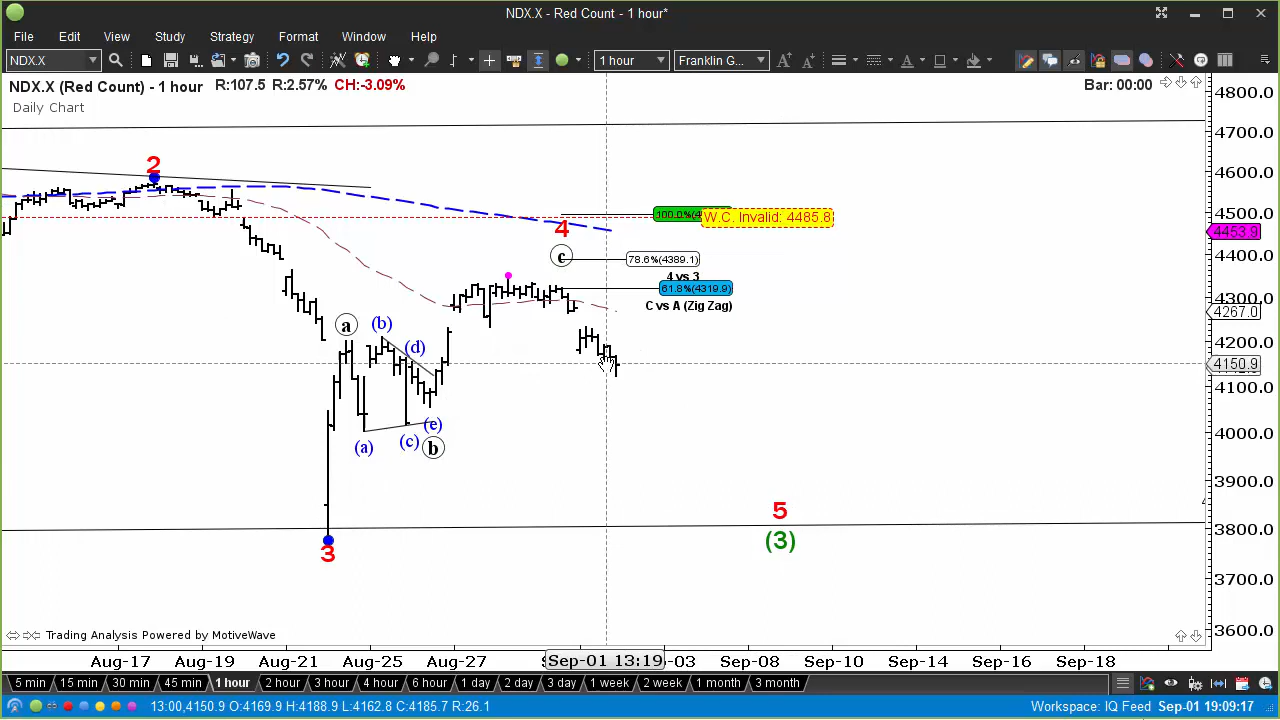 NDX.X - Red Count - 1 hour*
File Edit View Study Strategy Format Window Help
NDX.X 1 hour Franklin G...
NDX.X (Red Count) - 1 hour R:107.5 R:2.57% CH:-3.09% Bar: 00:00
Daily Chart
4800.0
4700.0
4600.0
4500.0
4453.9
4400.0
4300.0
4267.0
4200.0
4150.9
4100.0
4000.0
3900.0
3800.0
3700.0
3600.0
2
4
c
W.C. Invalid: 4485.8
78.6%(4389.1)
4 vs 3
61.8%(4319.9)
C vs A (Zig Zag)
a
(b)
(d)
(a)
(c)
(e)
b
3
5
(3)
Trading Analysis Powered by MotiveWave
Aug-17 Aug-19 Aug-21 Aug-25 Aug-27 Sep-01 13:19 -03 Sep-08 Sep-10 Sep-14 Sep-16 Sep-18
5 min 15 min 30 min 45 min 1 hour 2 hour 3 hour 4 hour 6 hour 1 day 2 day 3 day 1 week 2 week 1 month 3 month
13:00,4150.9 O:4169.9 H:4188.9 L:4162.8 C:4185.7 R:26.1 Workspace: IQ Feed Sep-01 19:09:17